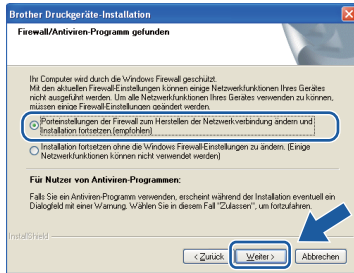 Brother Druckgeräte-Installation
Firewall/Antiviren-Programm gefunden
Ihr Computer wird durch die Windows Firewall geschützt.
Mit den aktuellen Firewall-Einstellungen können einige Netzwerkfunktionen Ihres Gerätes
nicht ausgeführt werden. Um alle Netzwerkfunktionen Ihres Gerätes verwenden zu können,
müssen einige Firewall-Einstellungen geändert werden.
Porteinstellungen der Firewall zum Herstellen der Netzwerkverbindung ändern und
Installation fortsetzen.(empfohlen)
Installation fortsetzen ohne die Windows Firewall-Einstellungen zu ändern. (Einige
Netzwerkfunktionen können nicht verwendet werden)
Für Nutzer von Antiviren-Programmen:
Falls Sie ein Antiviren-Programm verwenden, erscheint während der Installation eventuell ein
Dialogfeld mit einer Warnung. Wählen Sie in diesem Fall "Zulassen", um fortzufahren.
InstallShield
< Zurück Weiter > Abbrechen